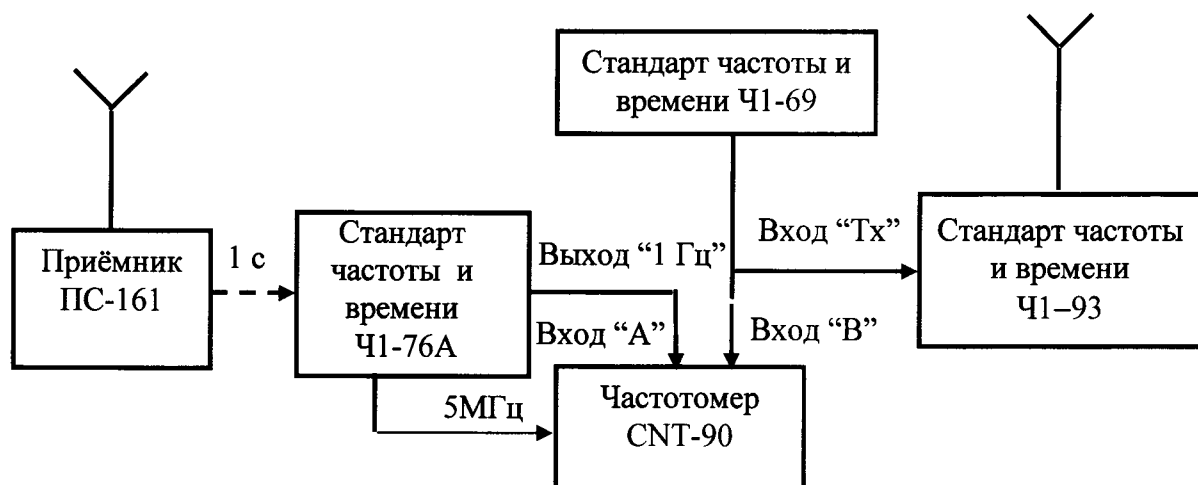 Стандарт частоты и
времени Ч1-69
Приёмник
ПС-161
1 с
Стандарт
частоты и
времени
Ч1-76А
Выход “1 Гц”
Вход “А”
Вход “Тх”
Вход “В”
Стандарт частоты
и времени
Ч1–93
5МГц
Частотомер
CNT-90